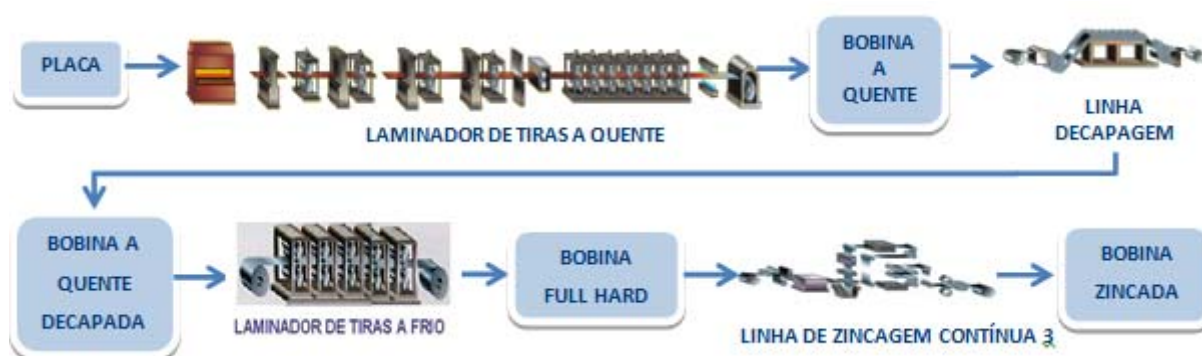 PLACA
LAMINADOR DE TIRAS A QUENTE
BOBINA
A
QUENTE
LINHA
DECAPAGEM
BOBINA A
QUENTE
DECAPADA
LAMINADOR DE TIRAS A FRIO
BOBINA
FULL HARD
LINHA DE ZINCAGEM CONTÍNUA 3
BOBINA
ZINCADA